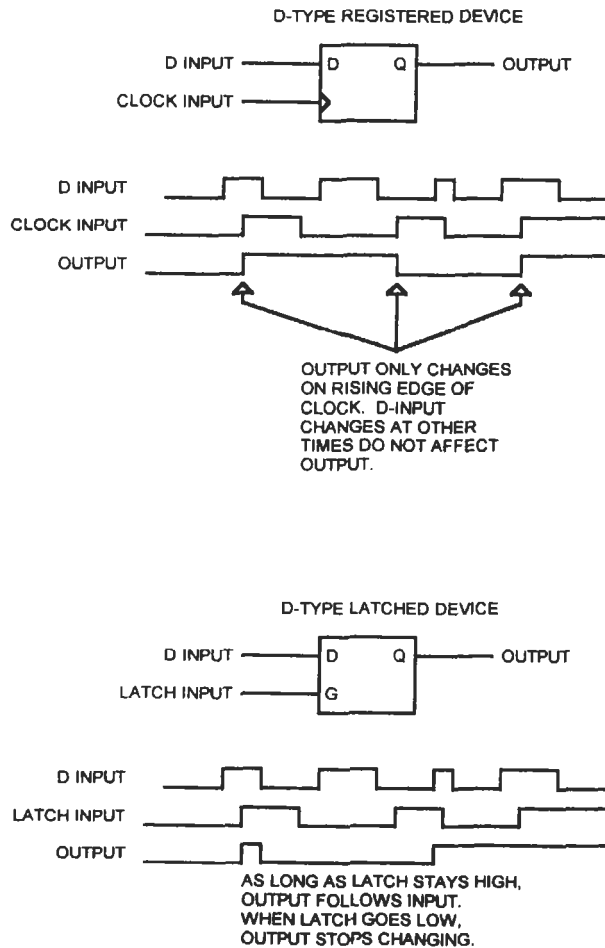 D-TYPE REGISTERED DEVICE
D INPUT
D
Q
OUTPUT
CLOCK INPUT
D INPUT
CLOCK INPUT
OUTPUT
OUTPUT ONLY CHANGES
ON RISING EDGE OF
CLOCK. D-INPUT
CHANGES AT OTHER
TIMES DO NOT AFFECT
OUTPUT.
D-TYPE LATCHED DEVICE
D INPUT
D
Q
OUTPUT
LATCH INPUT
G
D INPUT
LATCH INPUT
OUTPUT
AS LONG AS LATCH STAYS HIGH,
OUTPUT FOLLOWS INPUT.
WHEN LATCH GOES LOW,
OUTPUT STOPS CHANGING.